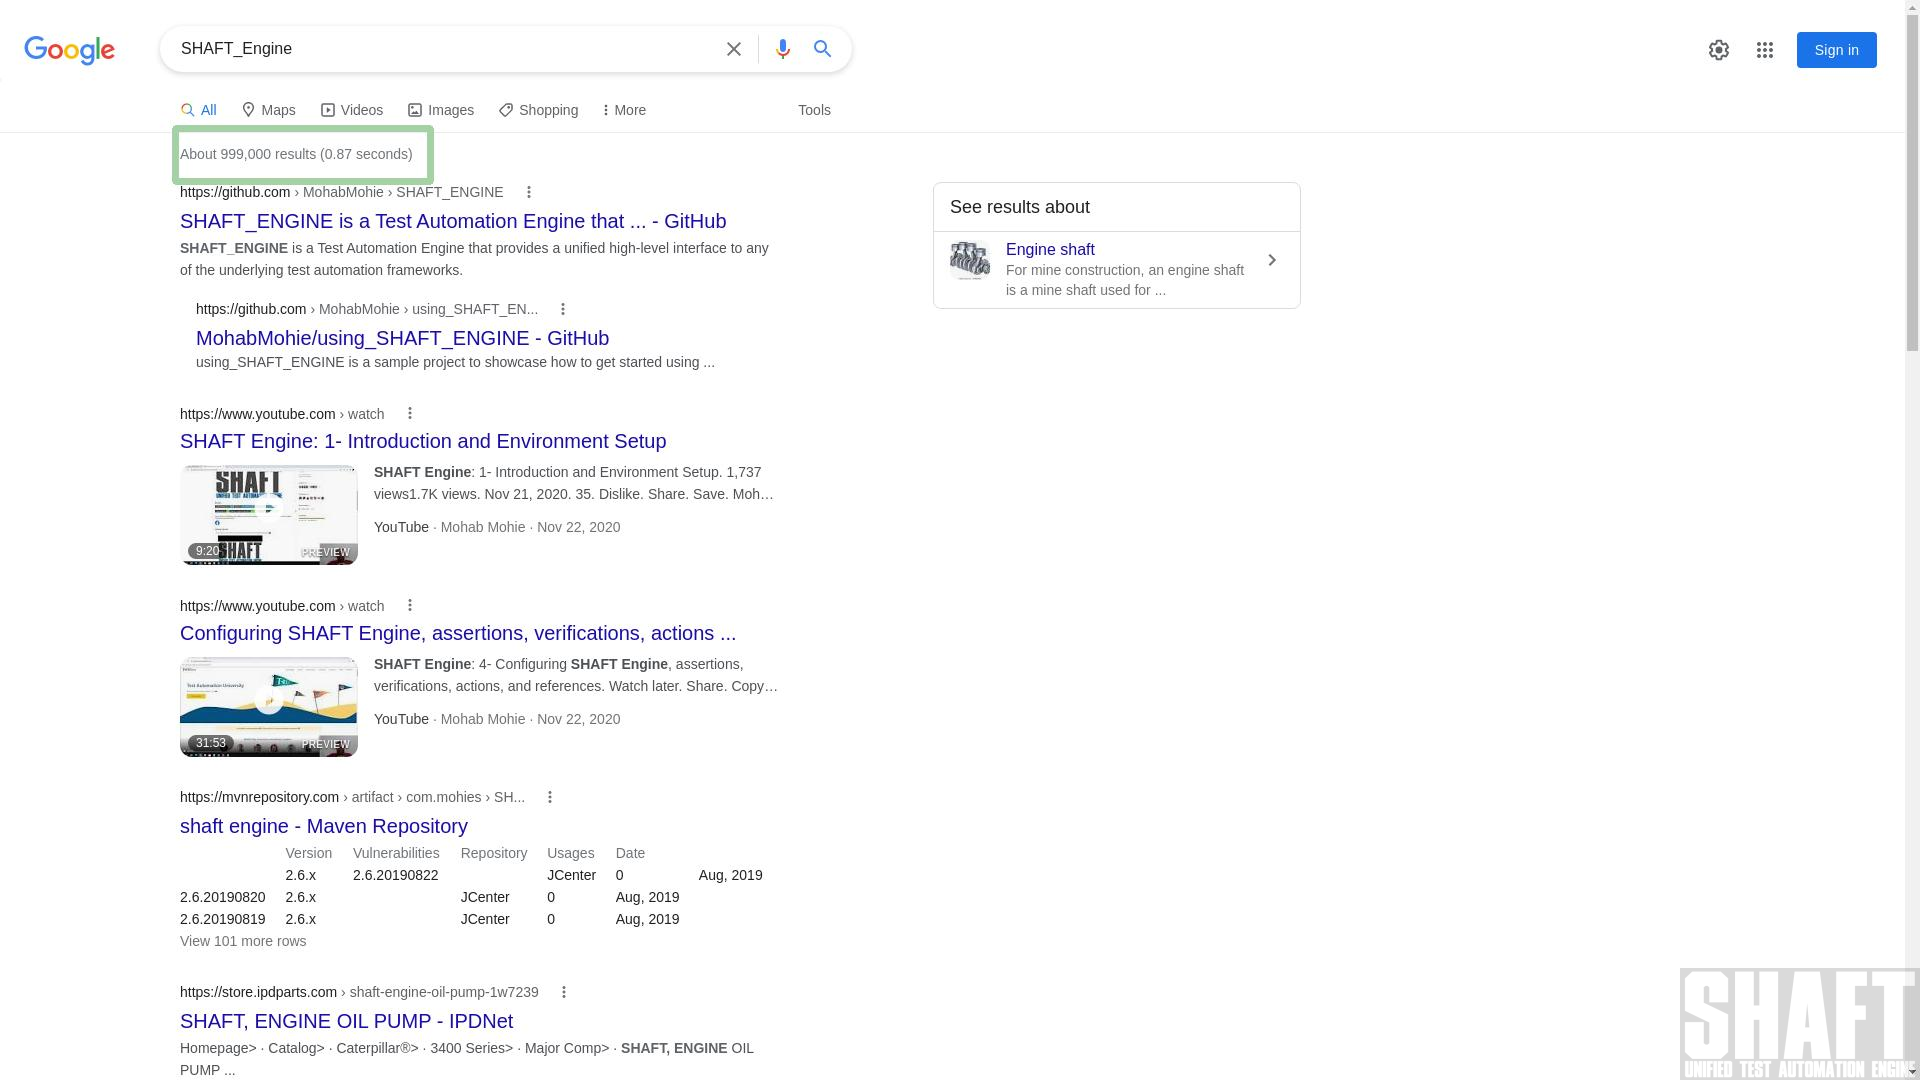 Google
SHAFT_Engine
Sign in
All Maps Videos Images Shopping More Tools
About 999,000 results (0.87 seconds)
https://github.com › MohabMohie › SHAFT_ENGINE
SHAFT_ENGINE is a Test Automation Engine that ... - GitHub
SHAFT_ENGINE is a Test Automation Engine that provides a unified high-level interface to any
of the underlying test automation frameworks.
https://github.com › MohabMohie › using_SHAFT_EN...
MohabMohie/using_SHAFT_ENGINE - GitHub
using_SHAFT_ENGINE is a sample project to showcase how to get started using ...
https://www.youtube.com › watch
SHAFT Engine: 1- Introduction and Environment Setup
SHAFT
UNIFIED TEST AUTOMATION ENGINE
SHAFT
9:20
PREVIEW
SHAFT Engine: 1- Introduction and Environment Setup. 1,737
views1.7K views. Nov 21, 2020. 35. Dislike. Share. Save. Moh…
YouTube · Mohab Mohie · Nov 22, 2020
https://www.youtube.com › watch
Configuring SHAFT Engine, assertions, verifications, actions ...
Test Automation University
31:53
PREVIEW
SHAFT Engine: 4- Configuring SHAFT Engine, assertions,
verifications, actions, and references. Watch later. Share. Copy…
YouTube · Mohab Mohie · Nov 22, 2020
https://mvnrepository.com › artifact › com.mohies › SH...
shaft engine - Maven Repository
Version Vulnerabilities Repository Usages Date
2.6.x 2.6.20190822 JCenter 0 Aug, 2019
2.6.20190820 2.6.x JCenter 0 Aug, 2019
2.6.20190819 2.6.x JCenter 0 Aug, 2019
View 101 more rows
https://store.ipdparts.com › shaft-engine-oil-pump-1w7239
SHAFT, ENGINE OIL PUMP - IPDNet
Homepage> · Catalog> · Caterpillar®> · 3400 Series> · Major Comp> · SHAFT, ENGINE OIL
PUMP ...
See results about
Engine shaft
For mine construction, an engine shaft
is a mine shaft used for ...
SHAFT
UNIFIED TEST AUTOMATION ENGINE